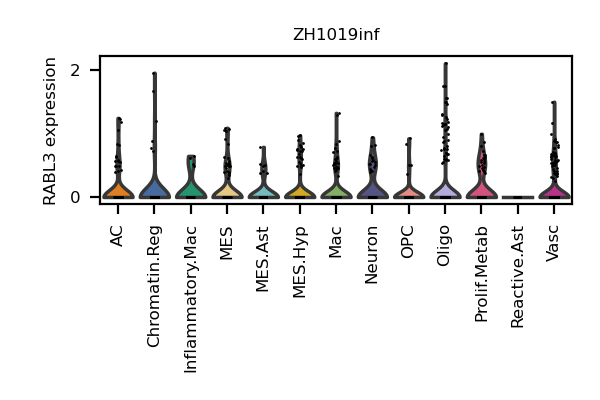 ZH1019inf
RABL3 expression
2
0
AC
Chromatin.Reg
Inflammatory.Mac
MES
MES.Ast
MES.Hyp
Mac
Neuron
OPC
Oligo
Prolif.Metab
Reactive.Ast
Vasc